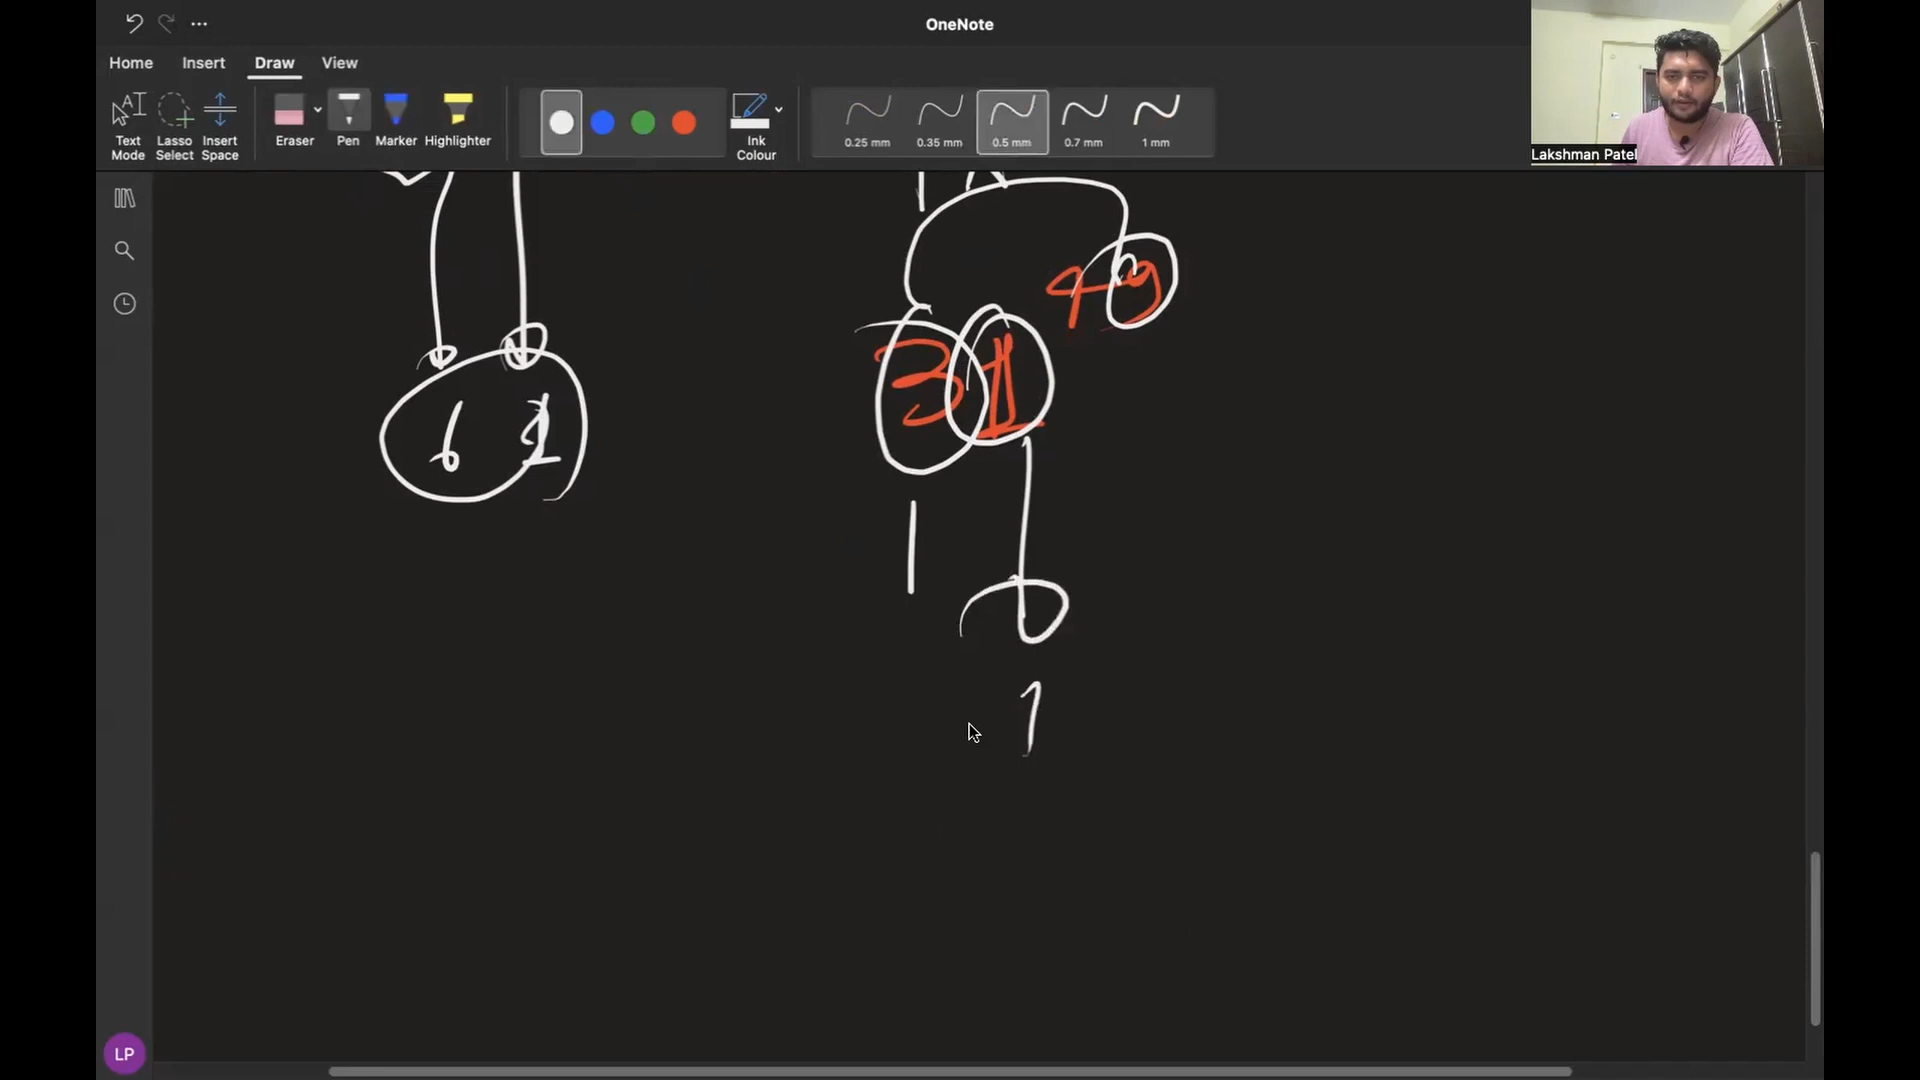 OneNote
Home Insert Draw View
Text Mode
Lasso Select
Insert Space
Eraser
Pen
Marker
Highlighter
Ink Colour
0.25 mm
0.35 mm
0.5 mm
0.7 mm
1 mm
Lakshman Patel
49
3 1
6 1
1
LP